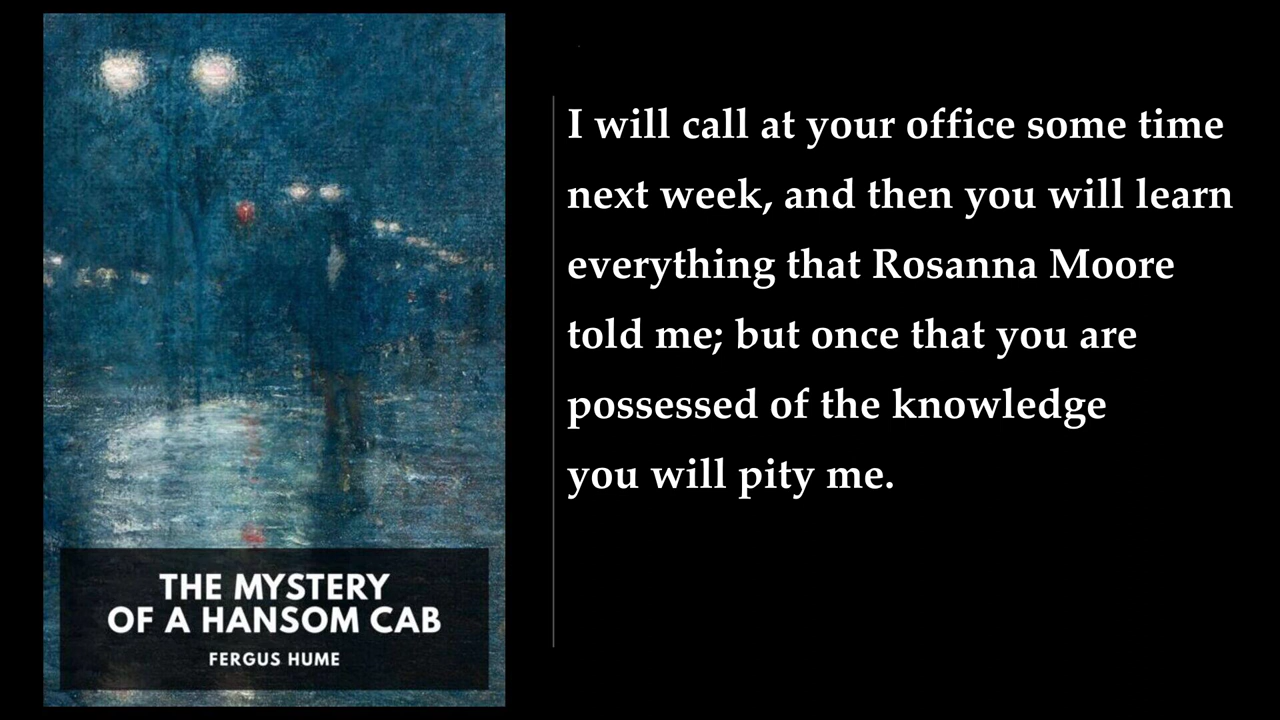 I will call at your office some time
next week, and then you will learn
everything that Rosanna Moore
told me; but once that you are
possessed of the knowledge
you will pity me.
THE MYSTERY
OF A HANSOM CAB
FERGUS HUME